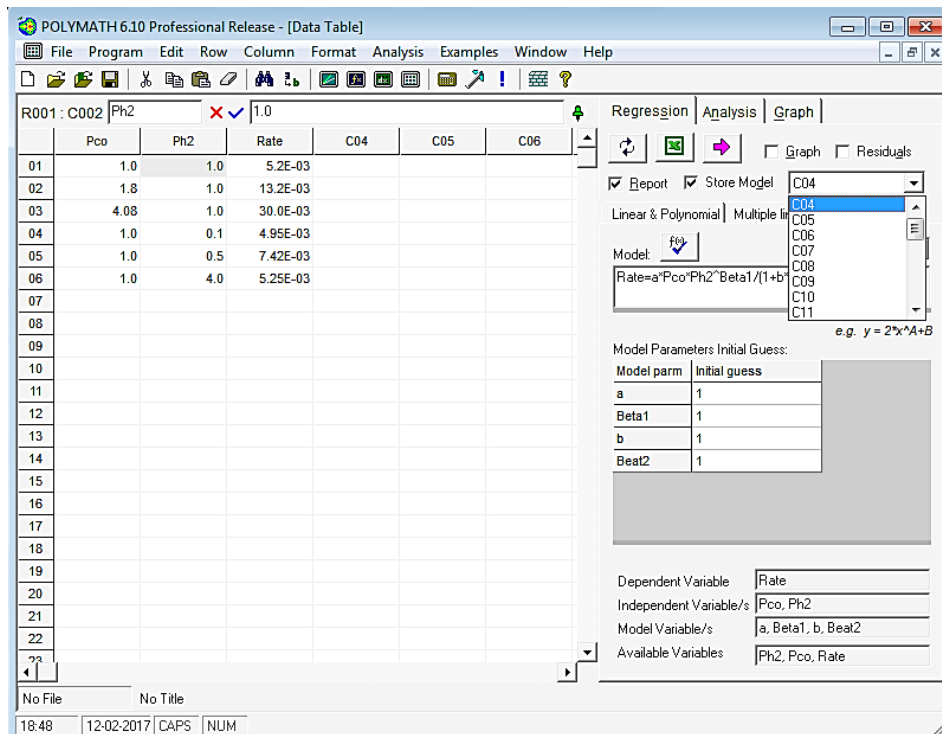 POLYMATH 6.10 Professional Release - [Data Table]
File Program Edit Row Column Format Analysis Examples Window Help
R001 : C002 Ph2 1.0
Regression Analysis Graph
Graph Residuals
Report Store Model C04
Pco Ph2 Rate C04 C05 C06
01 1.0 1.0 5.2E-03
02 1.8 1.0 13.2E-03
03 4.08 1.0 30.0E-03
04 1.0 0.1 4.95E-03
05 1.0 0.5 7.42E-03
06 1.0 4.0 5.25E-03
07
08
09
10
11
12
13
14
15
16
17
18
19
20
21
22
23
C04
C05
C06
C07
C08
C09
C10
C11
Linear & Polynomial Multiple li
Model: f(x)
Rate=a*Pco*Ph2^Beta1/(1+b*
e.g. y = 2*x^A+B
Model Parameters Initial Guess:
Model parm Initial guess
a 1
Beta1 1
b 1
Beat2 1
Dependent Variable Rate
Independent Variable/s Pco, Ph2
Model Variable/s a, Beta1, b, Beat2
Available Variables Ph2, Pco, Rate
No File No Title
18:48 12-02-2017 CAPS NUM